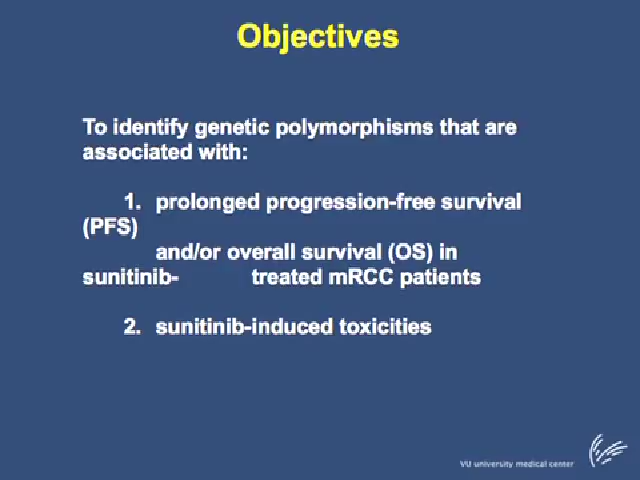 Objectives
To identify genetic polymorphisms that are
associated with:
1. prolonged progression-free survival
(PFS)
and/or overall survival (OS) in
sunitinib- treated mRCC patients
2. sunitinib-induced toxicities
VU university medical center